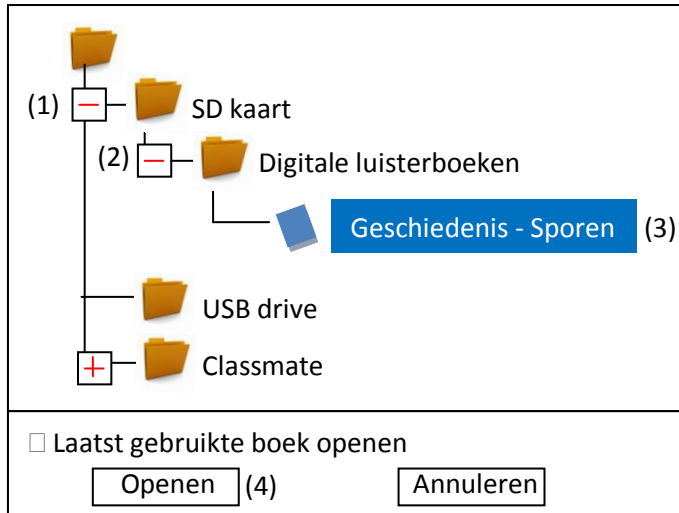 (1) SD kaart
(2) Digitale luisterboeken
Geschiedenis - Sporen (3)
USB drive
Classmate
Laatst gebruikte boek openen
Openen (4) Annuleren